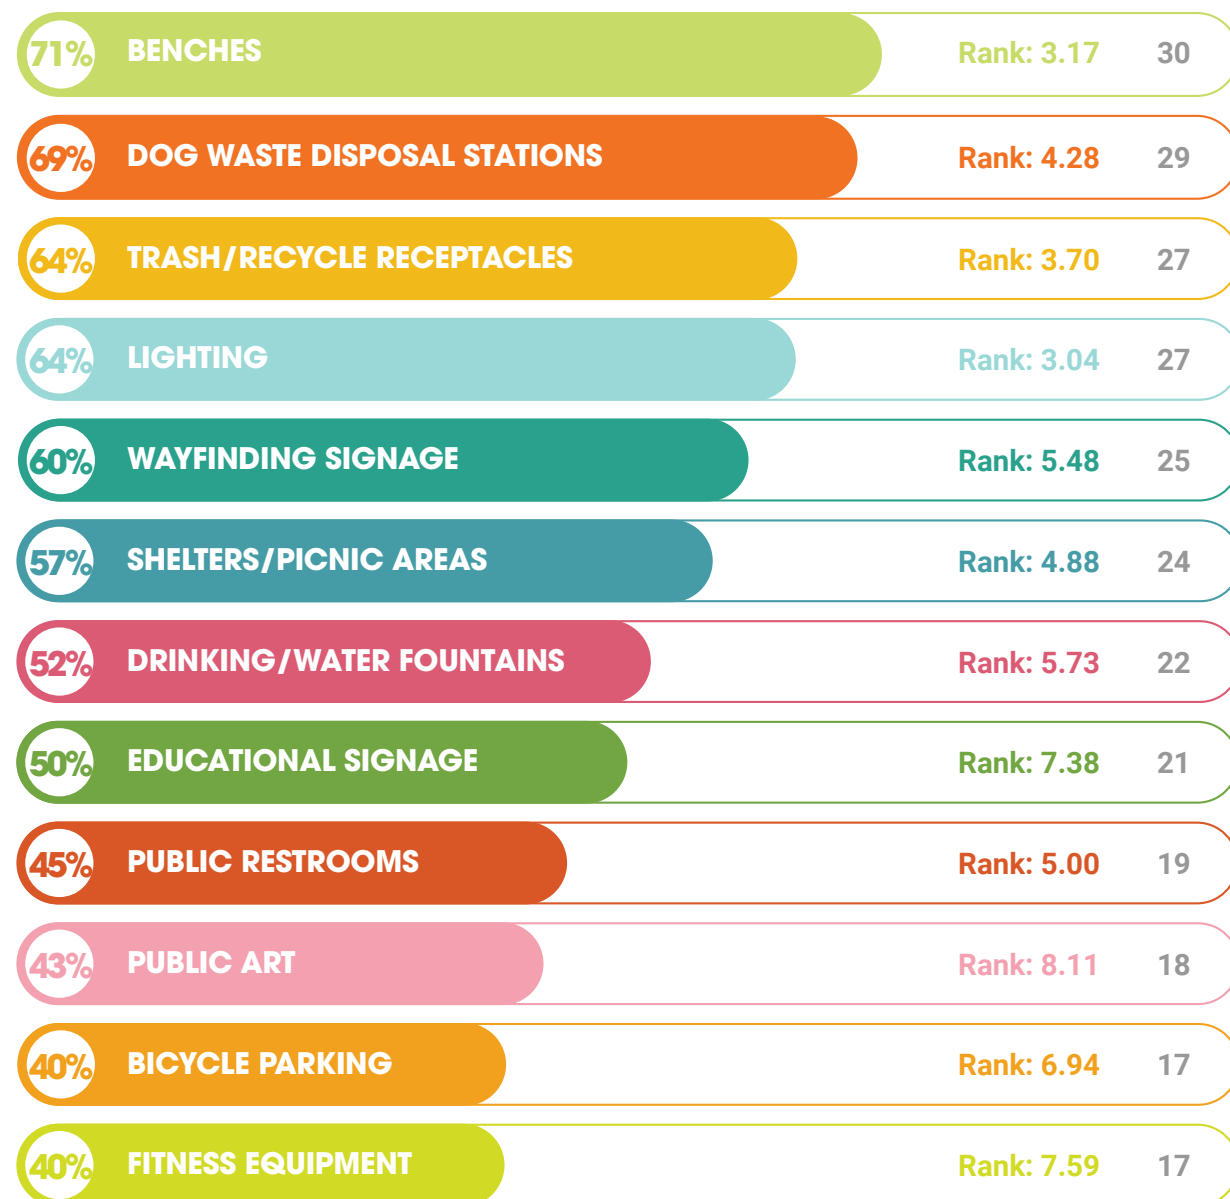 71% BENCHES Rank: 3.17 30
69% DOG WASTE DISPOSAL STATIONS Rank: 4.28 29
64% TRASH/RECYCLE RECEPTACLES Rank: 3.70 27
64% LIGHTING Rank: 3.04 27
60% WAYFINDING SIGNAGE Rank: 5.48 25
57% SHELTERS/PICNIC AREAS Rank: 4.88 24
52% DRINKING/WATER FOUNTAINS Rank: 5.73 22
50% EDUCATIONAL SIGNAGE Rank: 7.38 21
45% PUBLIC RESTROOMS Rank: 5.00 19
43% PUBLIC ART Rank: 8.11 18
40% BICYCLE PARKING Rank: 6.94 17
40% FITNESS EQUIPMENT Rank: 7.59 17